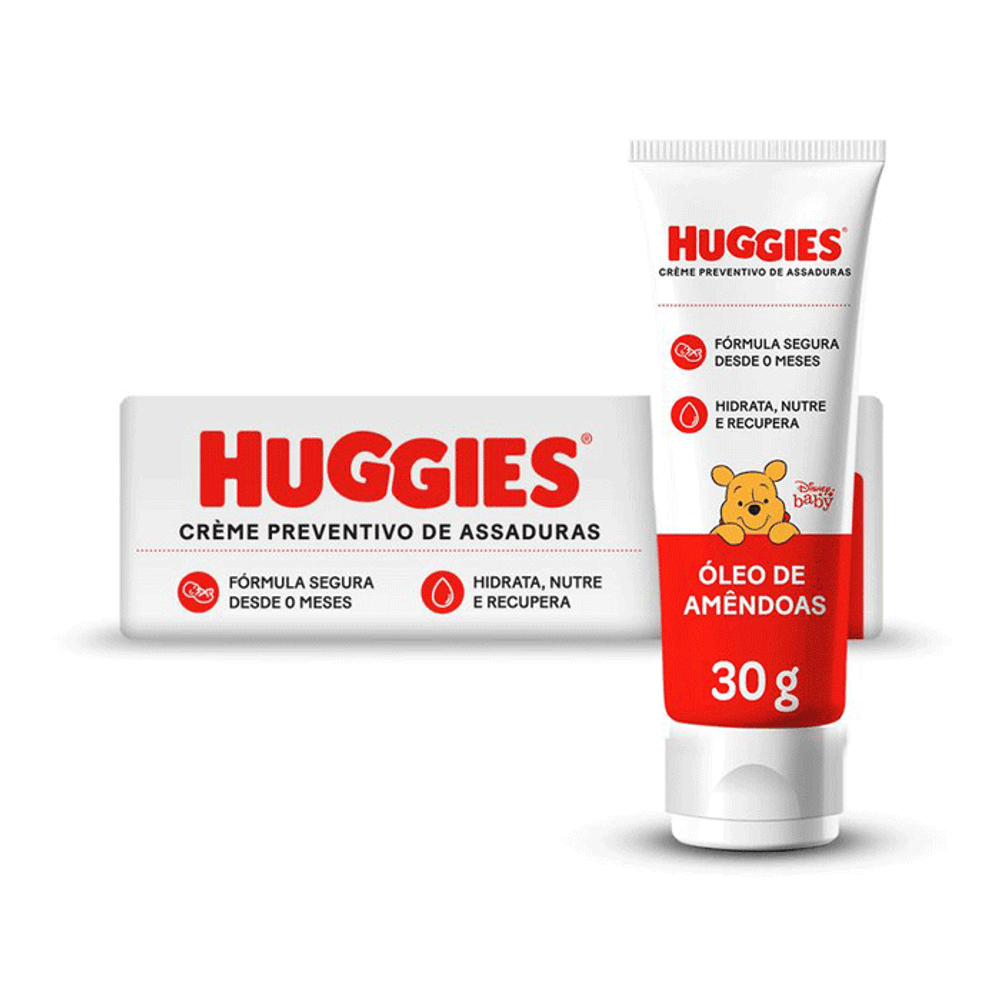 HUGGIES®
CRÈME PREVENTIVO DE ASSADURAS
FÓRMULA SEGURA
DESDE 0 MESES
HIDRATA, NUTRE
E RECUPERA
HUGGIES®
CRÈME PREVENTIVO DE ASSADURAS
FÓRMULA SEGURA
DESDE 0 MESES
HIDRATA, NUTRE
E RECUPERA
Disney
baby
ÓLEO DE
AMÊNDOAS
30 g